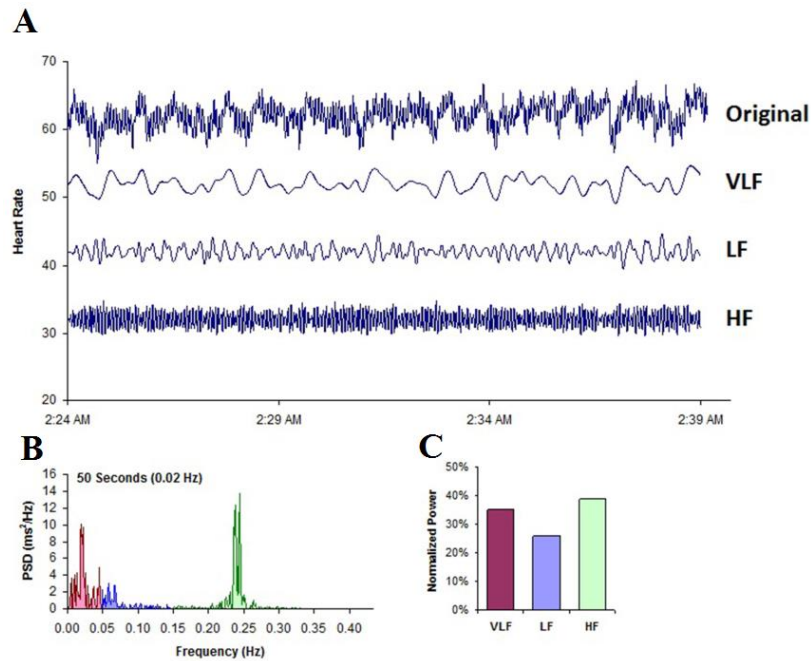 A
70
60
50
40
30
20
Heart Rate
Original
VLF
LF
HF
2:24 AM 2:29 AM 2:34 AM 2:39 AM
B
50 Seconds (0.02 Hz)
16
14
12
10
8
6
4
2
0
PSD (ms²/Hz)
0.00 0.05 0.10 0.15 0.20 0.25 0.30 0.35 0.40
Frequency (Hz)
C
50%
40%
30%
20%
10%
0%
Normalized Power
VLF LF HF